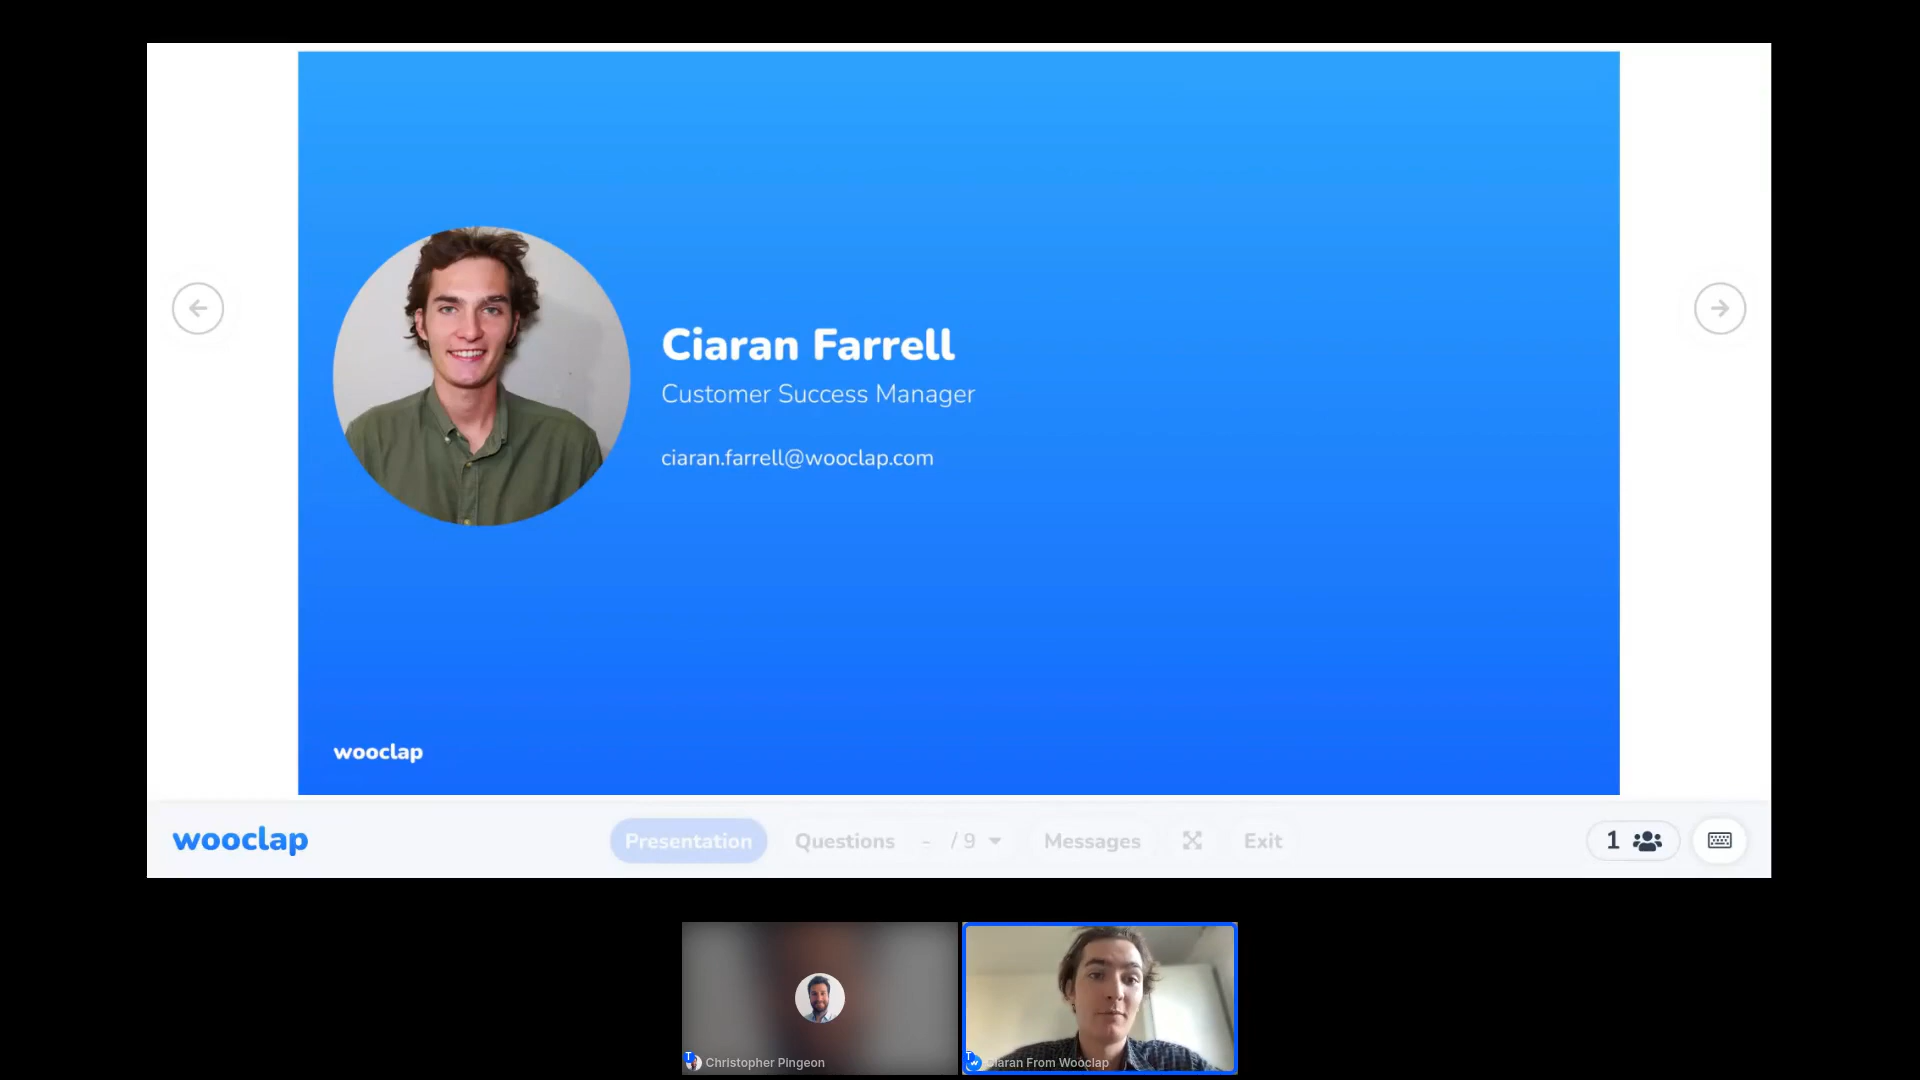 Ciaran Farrell
Customer Success Manager
ciaran.farrell@wooclap.com
wooclap
wooclap
Presentation
Questions - / 9
Messages
Exit
1
T Christopher Pingeon
T Ciaran From Wooclap